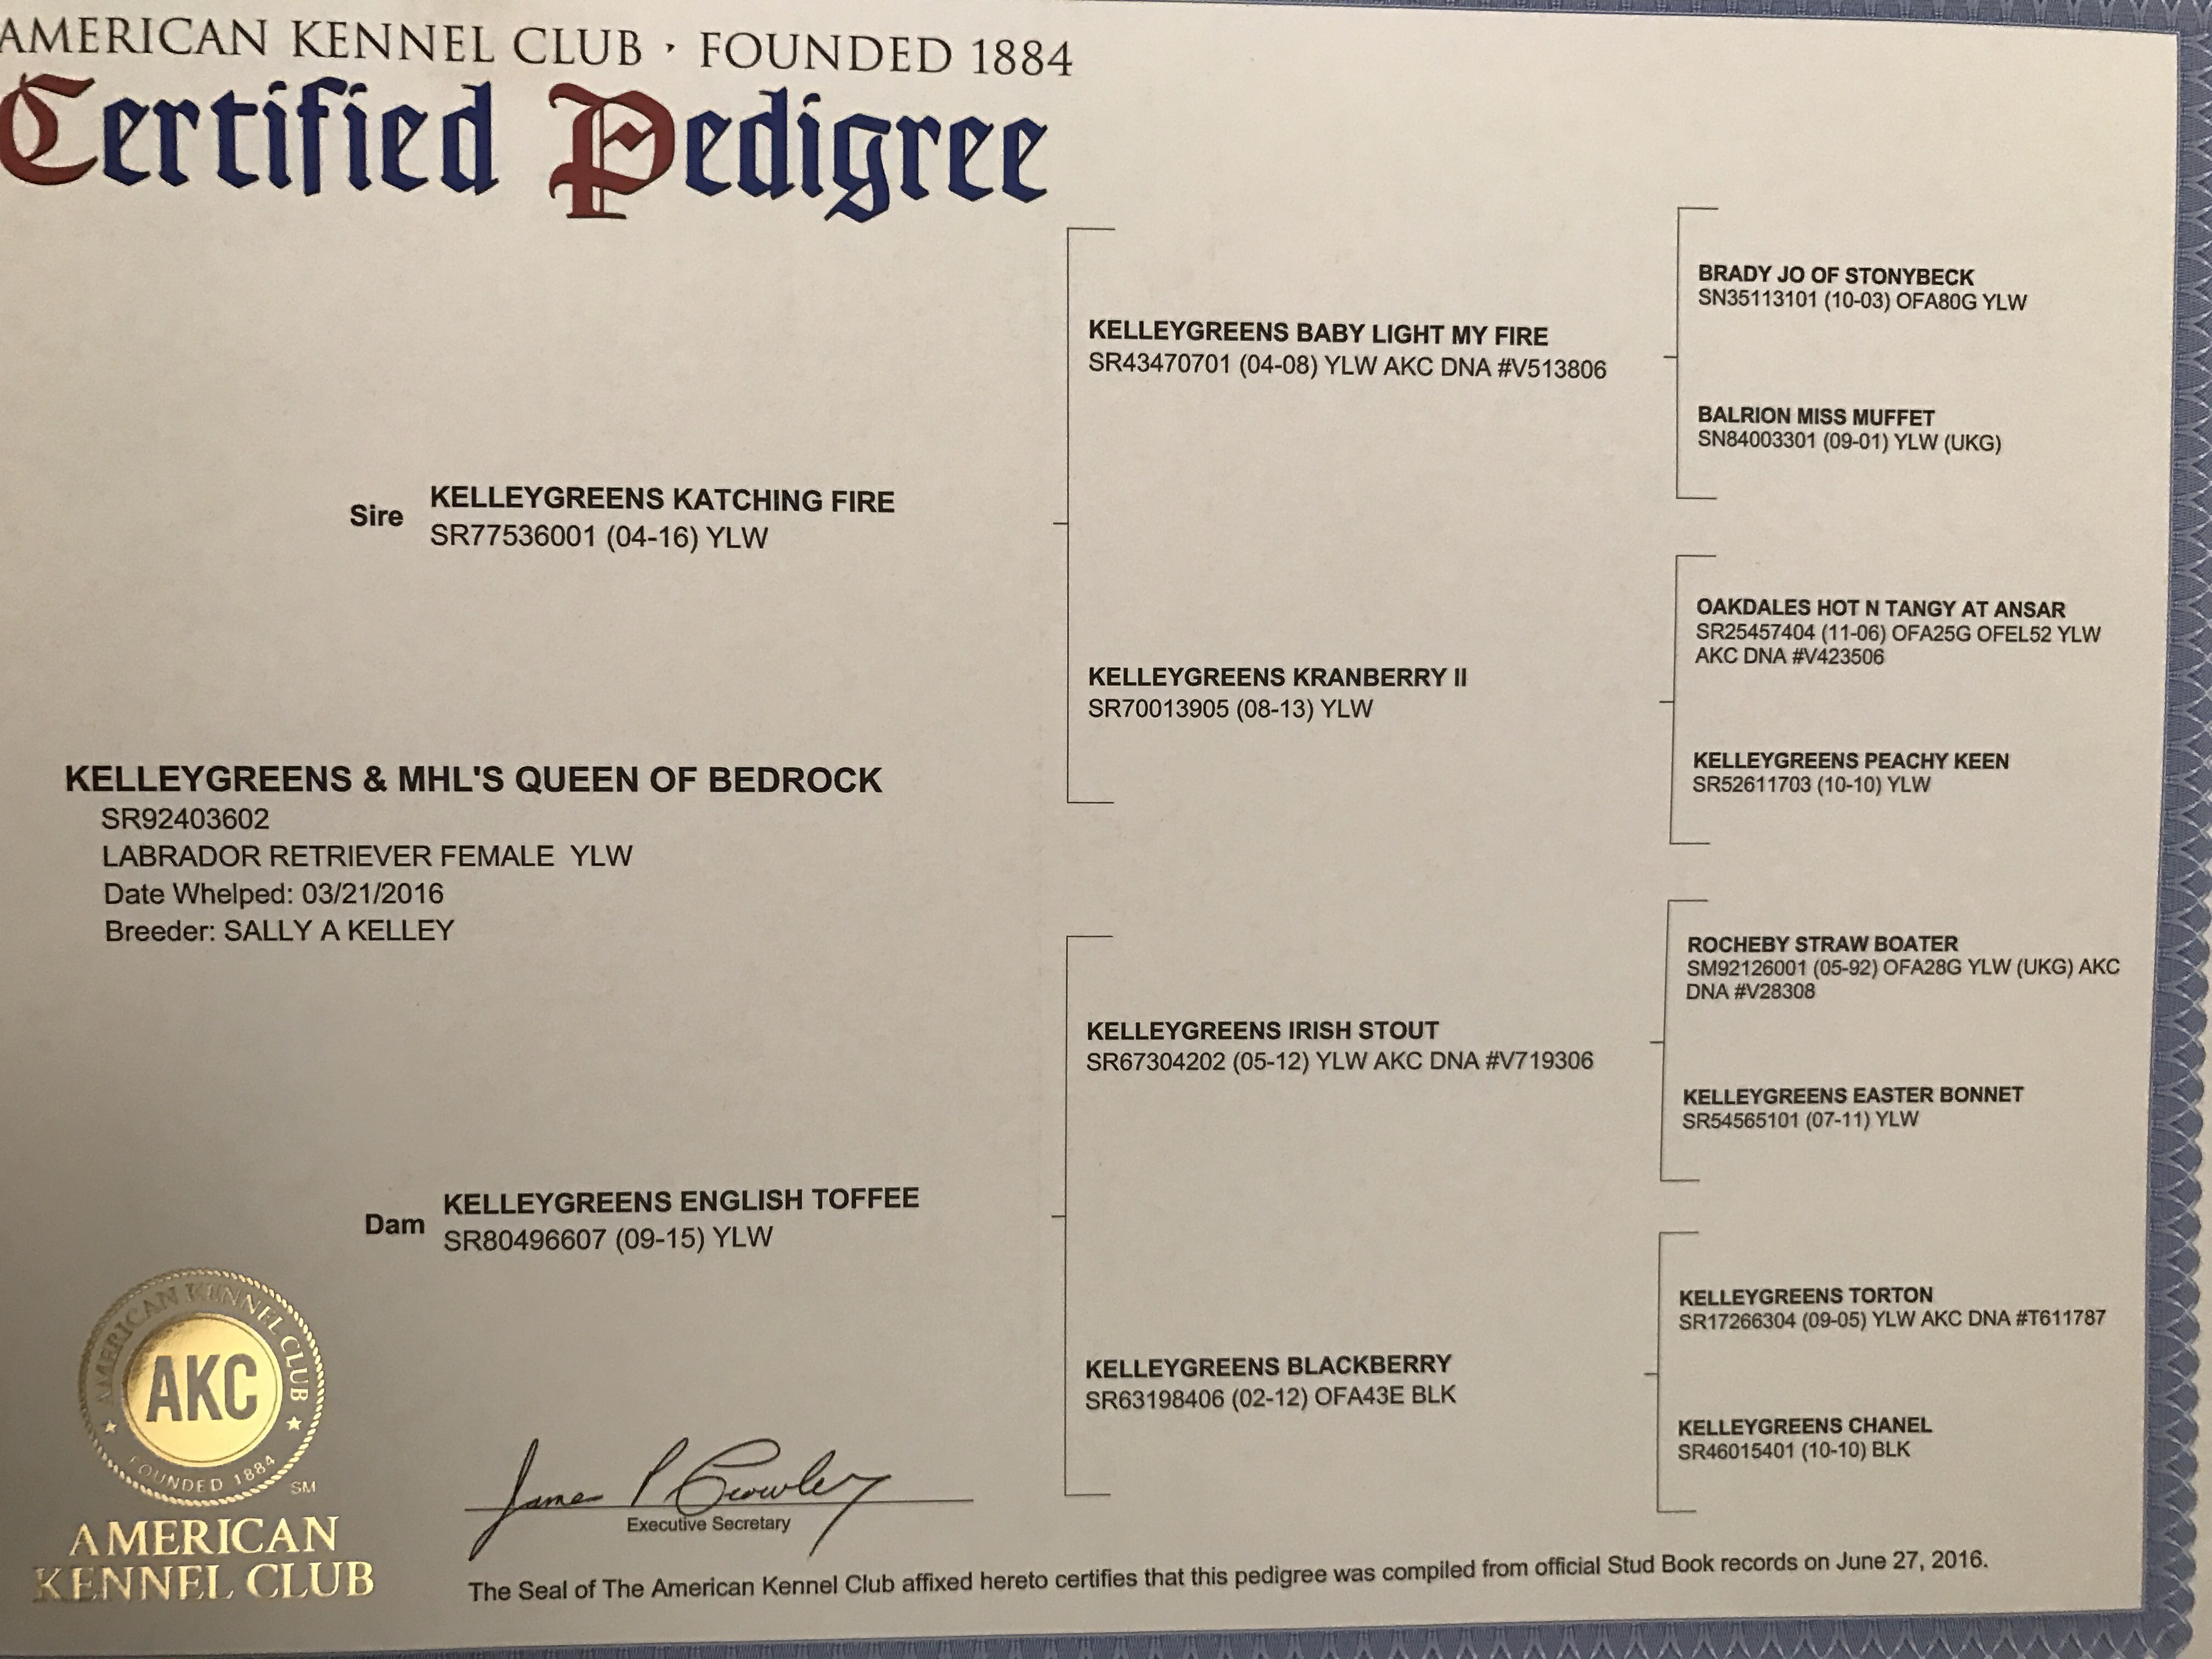 AMERICAN KENNEL CLUB · FOUNDED 1884
Certified Pedigree
BRADY JO OF STONYBECK
SN35113101 (10-03) OFA80G YLW
KELLEYGREENS BABY LIGHT MY FIRE
SR43470701 (04-08) YLW AKC DNA #V513806
BALRION MISS MUFFET
SN84003301 (09-01) YLW (UKG)
Sire
KELLEYGREENS KATCHING FIRE
SR77536001 (04-16) YLW
OAKDALES HOT N TANGY AT ANSAR
SR25457404 (11-06) OFA25G OFEL52 YLW
AKC DNA #V423506
KELLEYGREENS KRANBERRY II
SR70013905 (08-13) YLW
KELLEYGREENS PEACHY KEEN
SR52611703 (10-10) YLW
KELLEYGREENS & MHL'S QUEEN OF BEDROCK
SR92403602
LABRADOR RETRIEVER FEMALE YLW
Date Whelped: 03/21/2016
Breeder: SALLY A KELLEY
ROCHEBY STRAW BOATER
SM92126001 (05-92) OFA28G YLW (UKG) AKC
DNA #V28308
KELLEYGREENS IRISH STOUT
SR67304202 (05-12) YLW AKC DNA #V719306
KELLEYGREENS EASTER BONNET
SR54565101 (07-11) YLW
Dam
KELLEYGREENS ENGLISH TOFFEE
SR80496607 (09-15) YLW
KELLEYGREENS TORTON
SR17266304 (09-05) YLW AKC DNA #T611787
KELLEYGREENS BLACKBERRY
SR63198406 (02-12) OFA43E BLK
KELLEYGREENS CHANEL
SR46015401 (10-10) BLK
AMERICAN KENNEL CLUB
AKC
FOUNDED 1884
SM
AMERICAN
KENNEL CLUB
James P Crowley
Executive Secretary
The Seal of The American Kennel Club affixed hereto certifies that this pedigree was compiled from official Stud Book records on June 27, 2016.